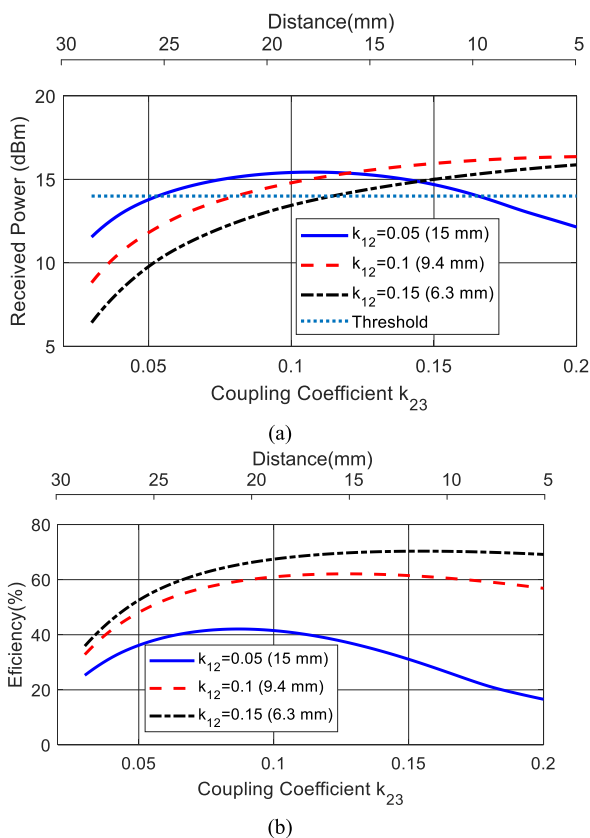 Distance(mm)
30 25 20 15 10 5
Received Power (dBm)
20
15
10
5
k12=0.05 (15 mm)
k12=0.1 (9.4 mm)
k12=0.15 (6.3 mm)
Threshold
0.05 0.1 0.15 0.2
Coupling Coefficient k23
(a)
Distance(mm)
30 25 20 15 10 5
Eficiency(%)
80
60
40
20
0
k12=0.05 (15 mm)
k12=0.1 (9.4 mm)
k12=0.15 (6.3 mm)
0.05 0.1 0.15 0.2
Coupling Coefficient k23
(b)